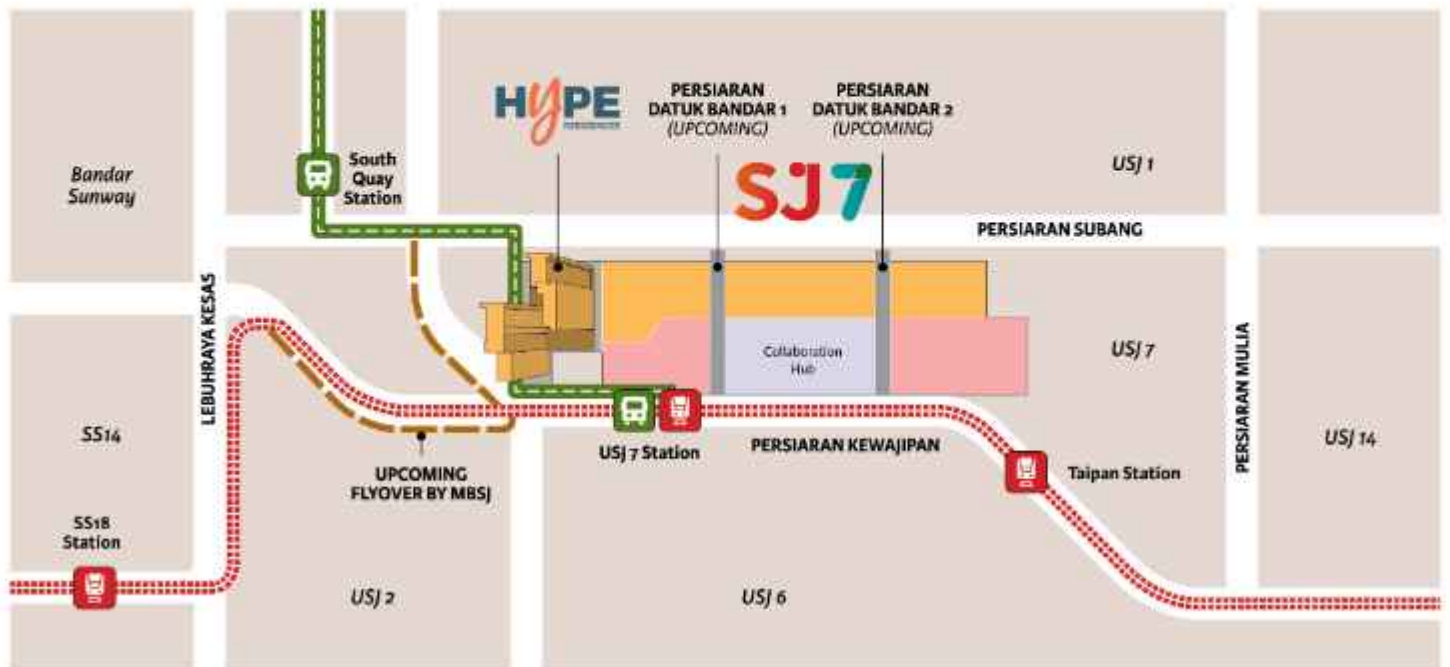 HYPE
PERSIARAN
DATUK BANDAR 1
(UPCOMING)
PERSIARAN
DATUK BANDAR 2
(UPCOMING)
South
Quay
Station
USJ 1
Bandar
Sunway
SJ7
PERSIARAN SUBANG
LEBUHRAYA KESAS
Collaboration
Hub
USJ 7
PERSIARAN MULIA
SS14
USJ 14
USJ 7 Station
PERSIARAN KEWAJIPAN
UPCOMING
FLYOVER BY MBSJ
Taipan Station
SS18
Station
USJ 2
USJ 6